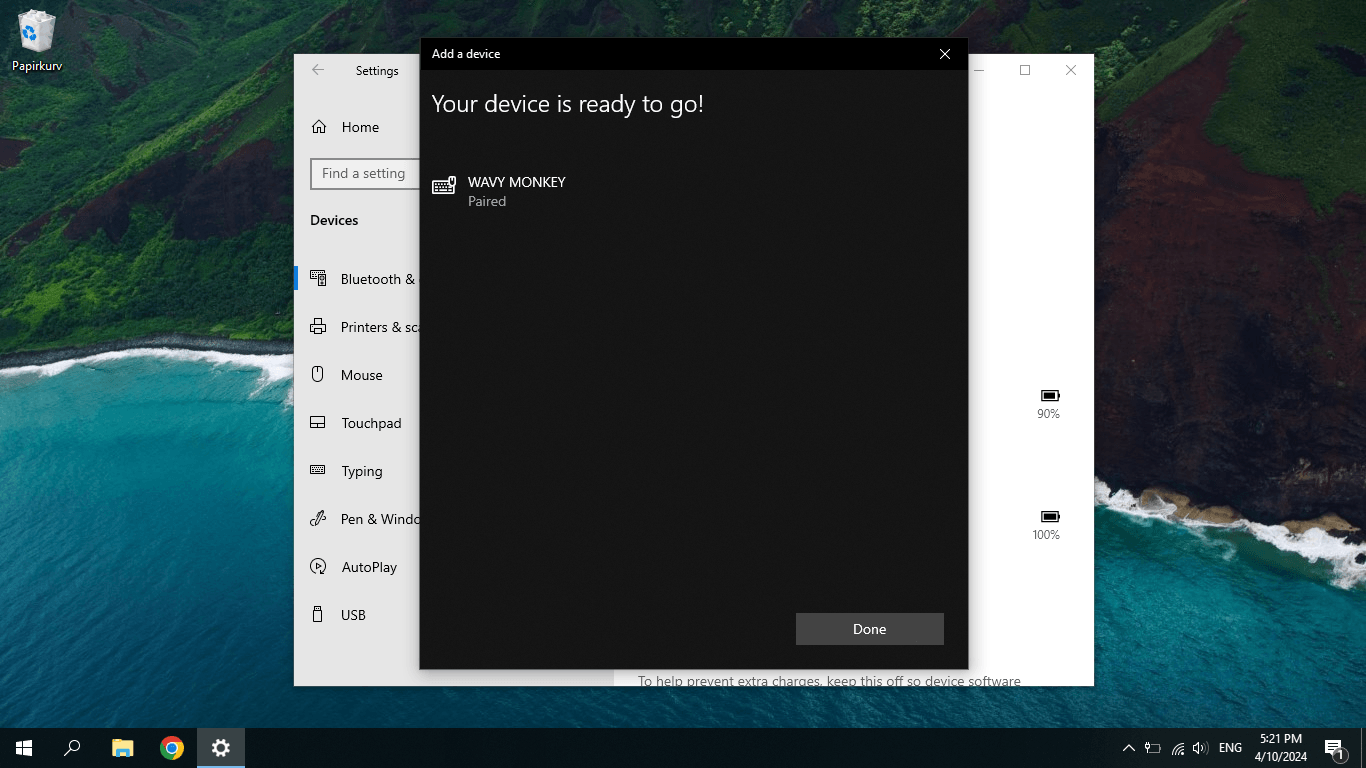 Papirkurv
Add a device
Your device is ready to go!
WAVY MONKEY
Paired
Done
Settings
Home
Find a setting
Devices
Bluetooth &
Printers &
Mouse
Touchpad
Typing
Pen &
AutoPlay
USB
90%
100%
To help prevent extra charges, keep this off so device software
ENG
5:21 PM
4/10/2024
1